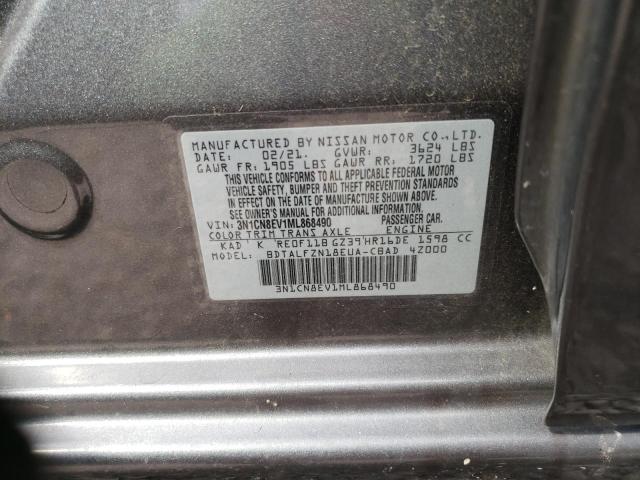 MANUFACTURED BY NISSAN MOTOR CO.,LTD.
DATE: 02/21. GVWR: 3624 LBS
GAWR FR: 1905 LBS GAWR RR: 1720 LBS
THIS VEHICLE CONFORMS TO ALL APPLICABLE FEDERAL MOTOR
VEHICLE SAFETY, BUMPER AND THEFT PREVENTION STANDARDS
IN EFFECT ON THE DATE OF MANUFACTURE SHOWN ABOVE.
SEE OWNER'S MANUAL FOR ADDITIONAL INFORMATION.
VIN: 3N1CN8EV1ML868490 PASSENGER CAR.
COLOR TRIM TRANS AXLE ENGINE
KAD K RE0F11B GZ39 HR16DE 1598 CC
MODEL: BDTALFZN18EUA-CBAD 4Z000
3N1CN8EV1ML868490